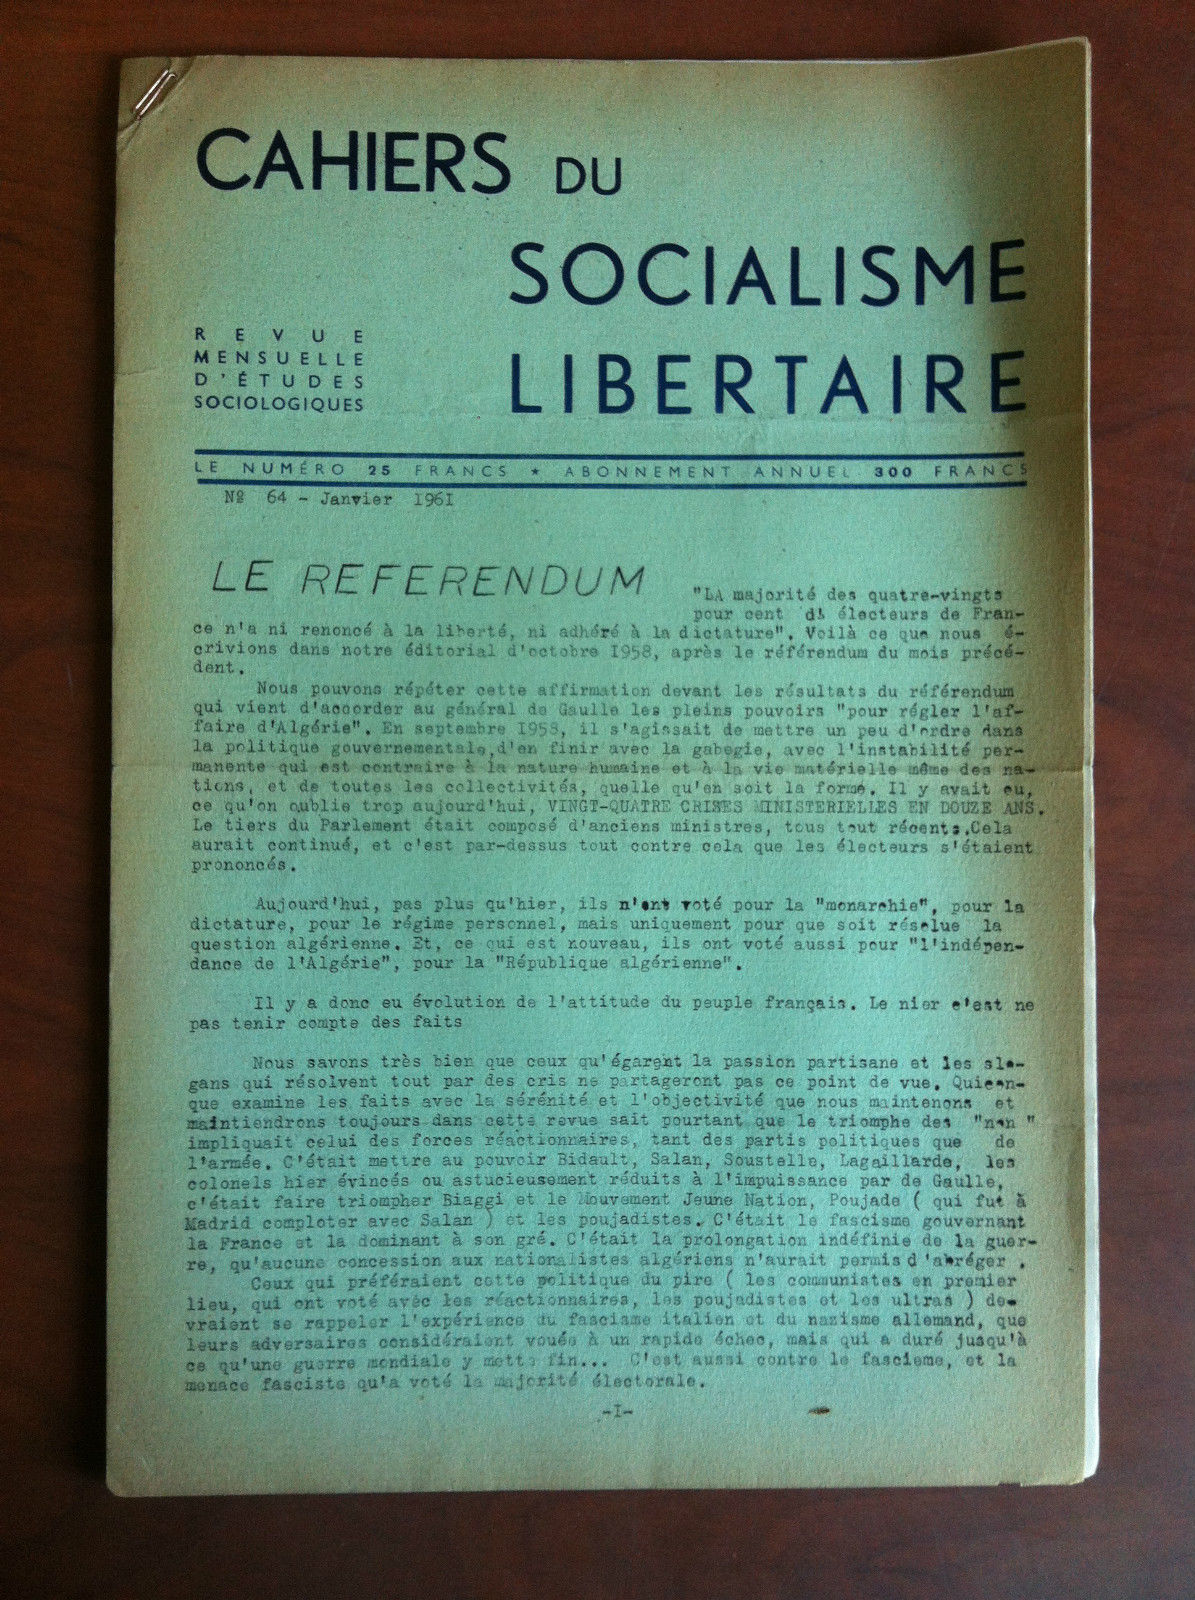 CAHIERS DU
SOCIALISME
LIBERTAIRE
REVUE
MENSUELLE
D'ÉTUDES
SOCIOLOGIQUES
LE NUMÉRO 25 FRANCS ★ ABONNEMENT ANNUEL 300 FRANCS
Nº 64 - Janvier 196I
LE REFERENDUM
"LA majorité des quatre-vingts
pour cent d. électeurs de Fran-
ce n'a ni renoncé à la liberté, ni adhéré à la dictature". Voilà ce que nous é-
crivions dans notre éditorial d'octobre I958, après le référendum du mois précé-
dent.
Nous pouvons répéter cette affirmation devant les résultats du référendum
qui vient d'accorder au général de Gaulle les pleins pouvoirs "pour régler l'af-
faire d'Algérie". En septembre I958, il s'agissait de mettre un peu d'ordre dans
la politique gouvernementale,d'en finir avec la gabegie, avec l'instabilité per-
manente qui est contraire à la nature humaine et à la vie matérielle même des na-
tions, et de toutes les collectivités, quelle qu'en soit la forme. Il y avait eu,
ce qu'on oublie trop aujourd'hui, VINGT-QUATRE CRISES MINISTERIELLES EN DOUZE ANS.
Le tiers du Parlement était composé d'anciens ministres, tous tout récents.Cela
aurait continué, et c'est par-dessus tout contre cela que les électeurs s'étaient
prononcés.
Aujourd'hui, pas plus qu'hier, ils n'ont voté pour la "monarchie", pour la
dictature, pour le régime personnel, mais uniquement pour que soit résolue la
question algérienne. Et, ce qui est nouveau, ils ont voté aussi pour "l'indépen-
dance de l'Algérie", pour la "République algérienne".
Il y a donc eu évolution de l'attitude du peuple français. Le nier c'est ne
pas tenir compte des faits
Nous savons très bien que ceux qu'égarent la passion partisane et les slo-
gans qui résolvent tout par des cris ne partageront pas ce point de vue. Quicon-
que examine les faits avec la sérénité et l'objectivité que nous maintenons et
maintiendrons toujours dans cette revue sait pourtant que le triomphe des "non "
impliquait celui des forces réactionnaires, tant des partis politiques que de
l'armée. C'était mettre au pouvoir Bidault, Salan, Soustelle, Lagaillarde, les
colonels hier évincés ou astucieusement réduits à l'impuissance par de Gaulle,
c'était faire triompher Biaggi et le Mouvement Jeune Nation, Poujade ( qui fut à
Madrid comploter avec Salan ) et les poujadistes. C'était le fascisme gouvernant
la France et la dominant à son gré. C'était la prolongation indéfinie de la guer-
re, qu'aucune concession aux nationalistes algériens n'aurait permis d'abréger .
Ceux qui préféraient cette politique du pire ( les communistes en premier
lieu, qui ont voté avec les réactionnaires, les poujadistes et les ultras ) de-
vraient se rappeler l'expérience du fascisme italien et du nazisme allemand, que
leurs adversaires considéraient voués à un rapide échec, mais qui a duré jusqu'à
ce qu'une guerre mondiale y mette fin... C'est aussi contre le fascisme, et la
menace fasciste qu'a voté la majorité électorale.
-I-